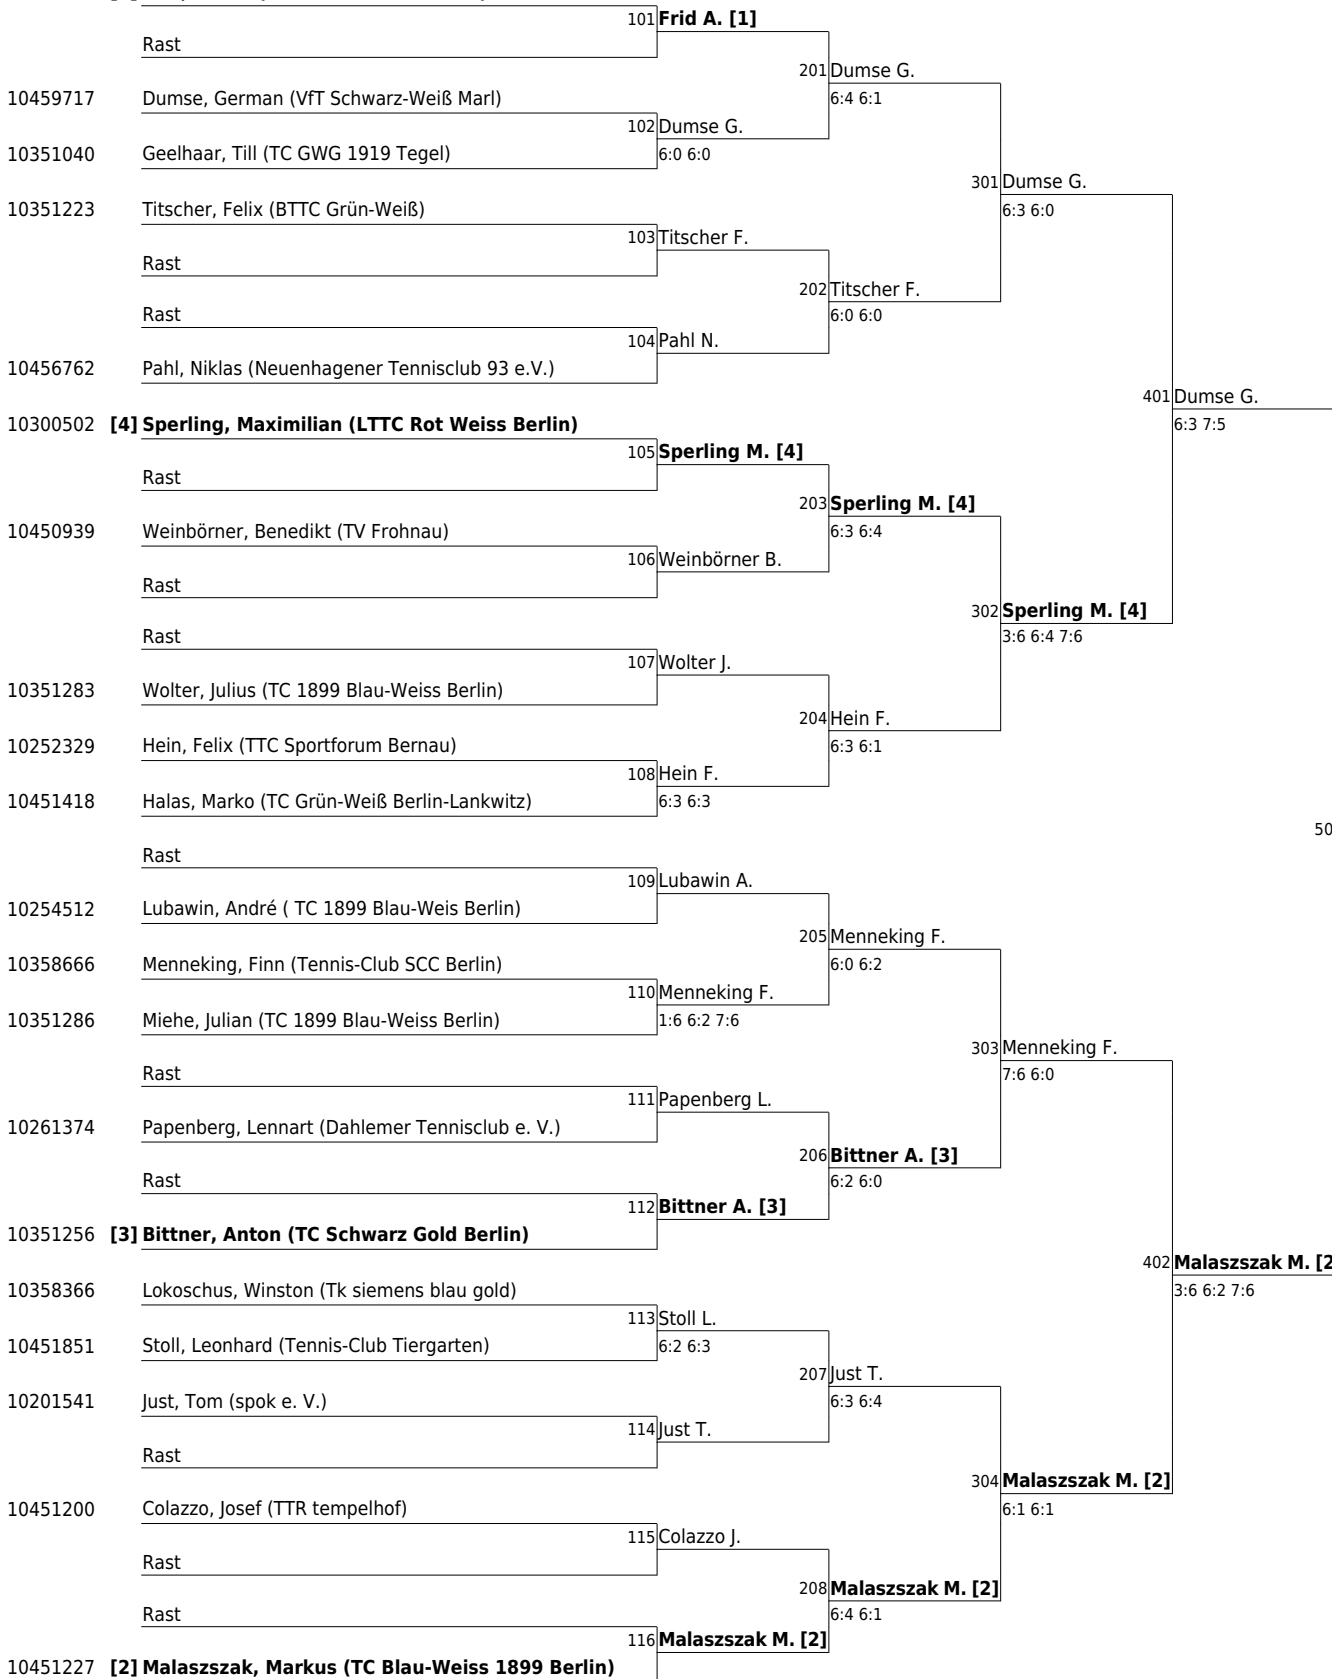 101 Frid A. [1]
Rast
201 Dumse G.
10459717 Dumse, German (VfT Schwarz-Weiß Marl) 6:4 6:1
102 Dumse G.
10351040 Geelhaar, Till (TC GWG 1919 Tegel) 6:0 6:0
301 Dumse G.
10351223 Titscher, Felix (BTTC Grün-Weiß) 6:3 6:0
103 Titscher F.
Rast
202 Titscher F.
Rast 6:0 6:0
104 Pahl N.
10456762 Pahl, Niklas (Neuenhagener Tennisclub 93 e.V.)
401 Dumse G.
10300502 [4] Sperling, Maximilian (LTTC Rot Weiss Berlin) 6:3 7:5
105 Sperling M. [4]
Rast
203 Sperling M. [4]
10450939 Weinbörner, Benedikt (TV Frohnau) 6:3 6:4
106 Weinbörner B.
Rast
302 Sperling M. [4]
Rast 3:6 6:4 7:6
107 Wolter J.
10351283 Wolter, Julius (TC 1899 Blau-Weiss Berlin)
204 Hein F.
10252329 Hein, Felix (TTC Sportforum Bernau) 6:3 6:1
108 Hein F.
10451418 Halas, Marko (TC Grün-Weiß Berlin-Lankwitz) 6:3 6:3
50
Rast
109 Lubawin A.
10254512 Lubawin, André ( TC 1899 Blau-Weis Berlin)
205 Menneking F.
10358666 Menneking, Finn (Tennis-Club SCC Berlin) 6:0 6:2
110 Menneking F.
10351286 Miehe, Julian (TC 1899 Blau-Weiss Berlin) 1:6 6:2 7:6
303 Menneking F.
Rast 7:6 6:0
111 Papenberg L.
10261374 Papenberg, Lennart (Dahlemer Tennisclub e. V.)
206 Bittner A. [3]
Rast 6:2 6:0
112 Bittner A. [3]
10351256 [3] Bittner, Anton (TC Schwarz Gold Berlin)
402 Malaszszak M. [2
10358366 Lokoschus, Winston (Tk siemens blau gold) 3:6 6:2 7:6
113 Stoll L.
10451851 Stoll, Leonhard (Tennis-Club Tiergarten) 6:2 6:3
207 Just T.
10201541 Just, Tom (spok e. V.) 6:3 6:4
114 Just T.
Rast
304 Malaszszak M. [2]
10451200 Colazzo, Josef (TTR tempelhof) 6:1 6:1
115 Colazzo J.
Rast
208 Malaszszak M. [2]
Rast 6:4 6:1
116 Malaszszak M. [2]
10451227 [2] Malaszszak, Markus (TC Blau-Weiss 1899 Berlin)